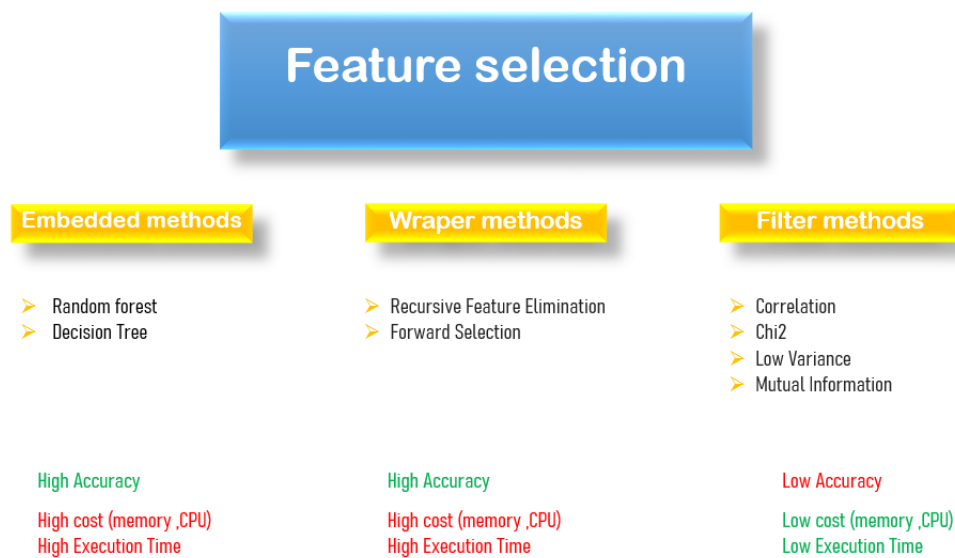 Feature selection
Embedded methods
Random forest
Decision Tree
High Accuracy
High cost (memory ,CPU)
High Execution Time
Wraper methods
Recursive Feature Elimination
Forward Selection
High Accuracy
High cost (memory ,CPU)
High Execution Time
Filter methods
Correlation
Chi2
Low Variance
Mutual Information
Low Accuracy
Low cost (memory ,CPU)
Low Execution Time